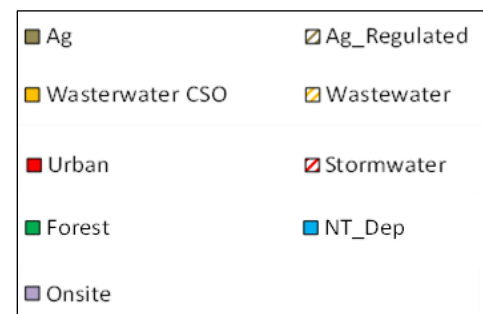 Ag Ag_Regulated
Wasterwater CSO Wastewater
Urban Stormwater
Forest NT_Dep
Onsite